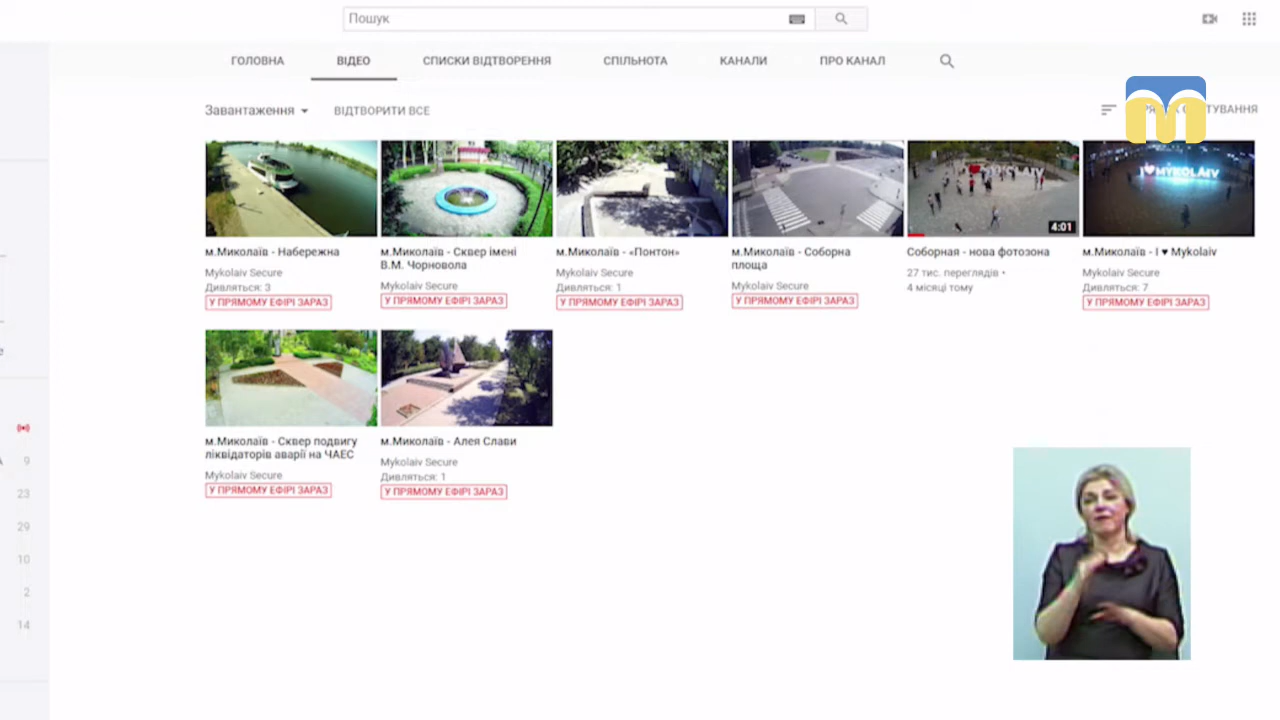 Пошук
ГОЛОВНА
ВІДЕО
СПИСКИ ВІДТВОРЕННЯ
СПІЛЬНОТА
КАНАЛИ
ПРО КАНАЛ
Завантаження
ВІДТВОРИТИ ВСЕ
4:01
I ♥ MYKOLAIV
м.Миколаїв - Набережна
Mykolaiv Secure
Дивляться: 3
У ПРЯМОМУ ЕФІРІ ЗАРАЗ
м.Миколаїв - Сквер імені
В.М. Чорновола
Mykolaiv Secure
У ПРЯМОМУ ЕФІРІ ЗАРАЗ
м.Миколаїв - «Понтон»
Mykolaiv Secure
Дивляться: 1
У ПРЯМОМУ ЕФІРІ ЗАРАЗ
м.Миколаїв - Соборна
площа
Mykolaiv Secure
У ПРЯМОМУ ЕФІРІ ЗАРАЗ
Соборная - нова фотозона
27 тис. переглядів •
4 місяці тому
м.Миколаїв - I ♥ Mykolaiv
Mykolaiv Secure
Дивляться: 7
У ПРЯМОМУ ЕФІРІ ЗАРАЗ
м.Миколаїв - Сквер подвигу
ліквідаторів аварії на ЧАЕС
Mykolaiv Secure
У ПРЯМОМУ ЕФІРІ ЗАРАЗ
м.Миколаїв - Алея Слави
Mykolaiv Secure
Дивляться: 1
У ПРЯМОМУ ЕФІРІ ЗАРАЗ
9
23
29
10
2
14